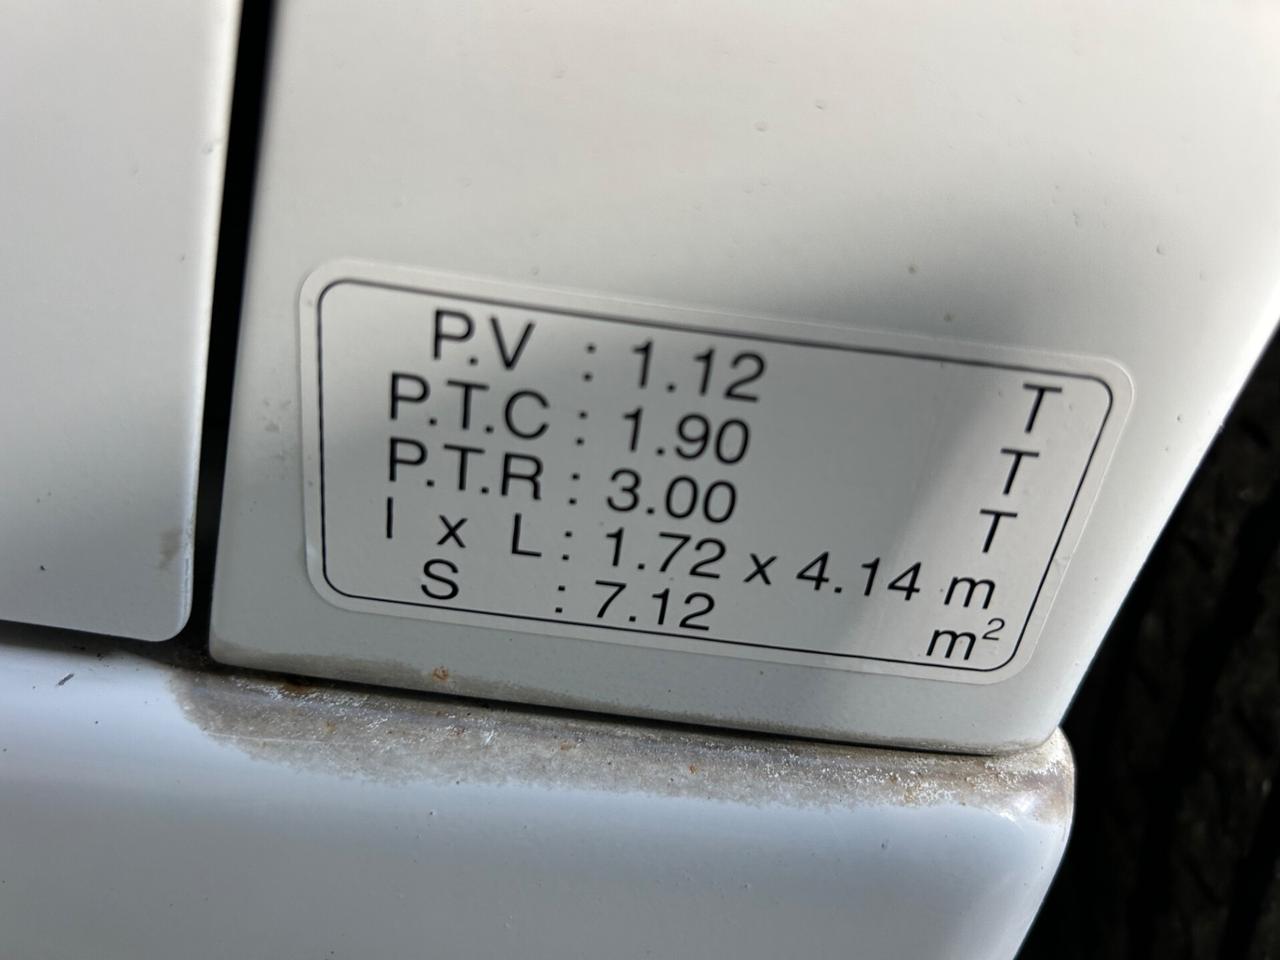 P.V : 1.12 T
P.T.C : 1.90 T
P.T.R : 3.00 T
l x L : 1.72 x 4.14 m
S : 7.12 m²